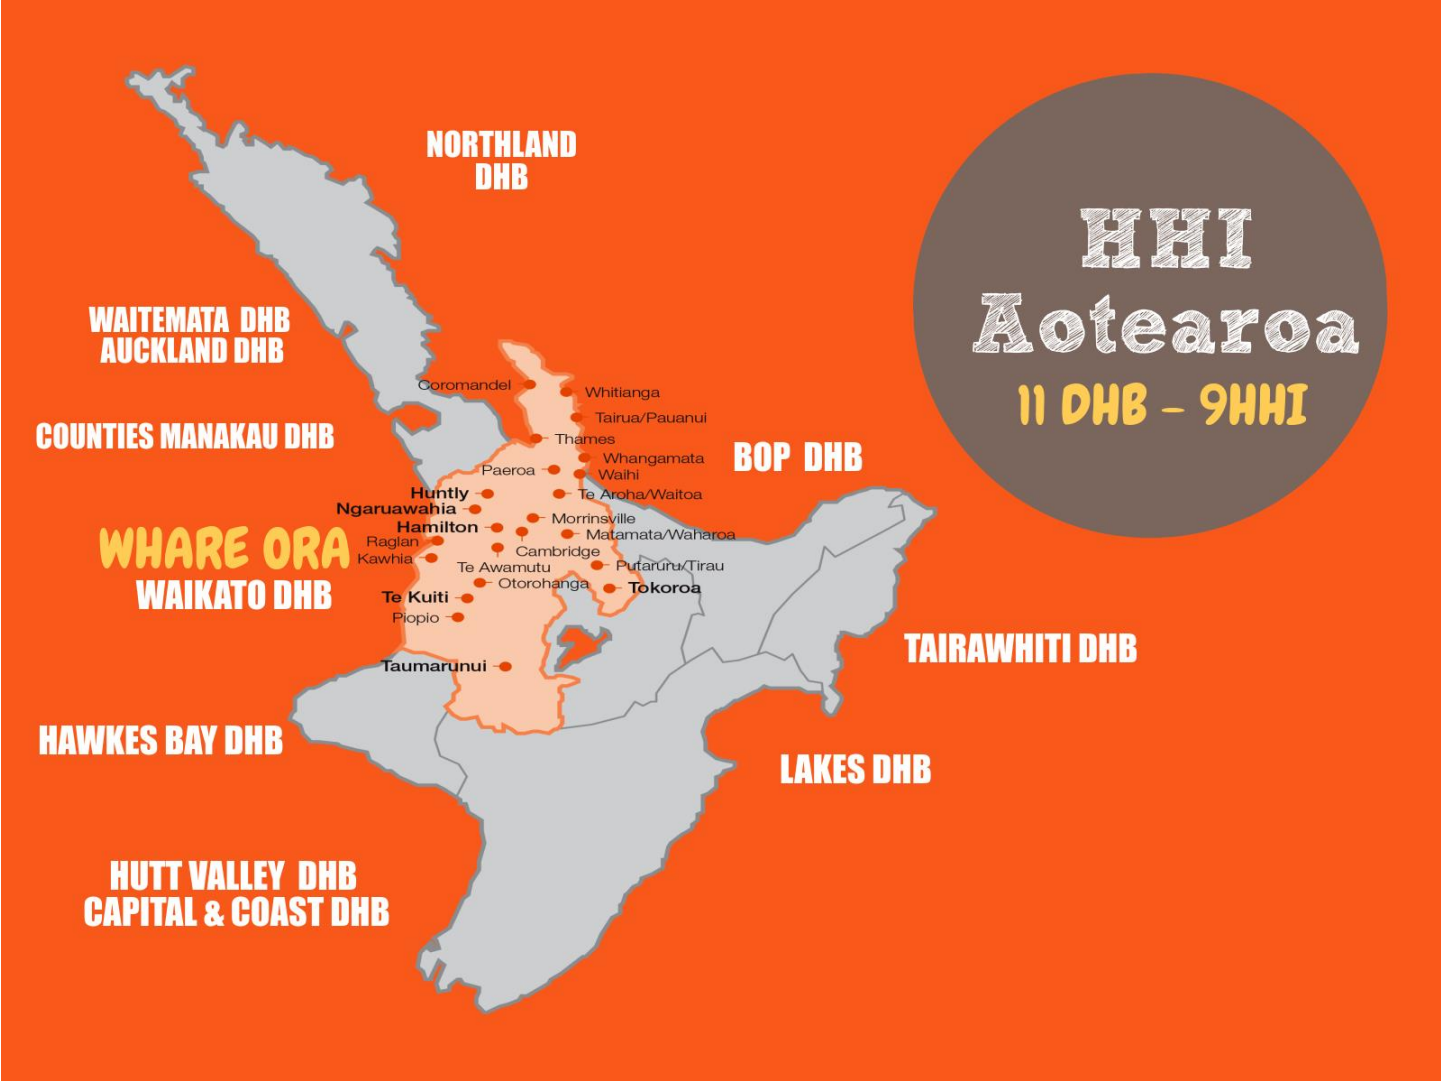 NORTHLAND
DHB
HHI
Aotearoa
11 DHB - 9HHI
WAITEMATA DHB
AUCKLAND DHB
COUNTIES MANAKAU DHB
BOP DHB
Coromandel
Whitianga
Tairua/Pauanui
Thames
Whangamata
Paeroa
Waihi
Huntly
Te Aroha/Waitoa
Ngaruawahia
Morrinsville
Hamilton
Matamata/Waharoa
Raglan
Cambridge
Kawhia
Te Awamutu
Putaruru/Tirau
Otorohanga
Tokoroa
Te Kuiti
Piopio
Taumarunui
WHARE ORA
WAIKATO DHB
TAIRAWHITI DHB
HAWKES BAY DHB
LAKES DHB
HUTT VALLEY DHB
CAPITAL & COAST DHB